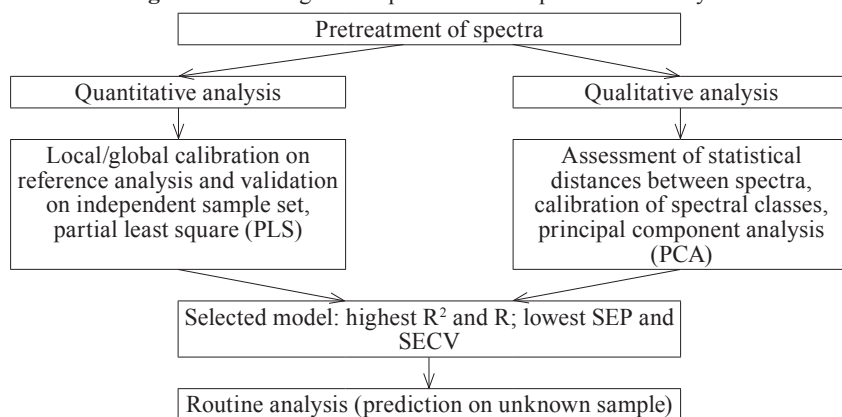 Pretreatment of spectra
Quantitative analysis
Qualitative analysis
Local/global calibration on
reference analysis and validation
on independent sample set,
partial least square (PLS)
Assessment of statistical
distances between spectra,
calibration of spectral classes,
principal component analysis
(PCA)
Selected model: highest R² and R; lowest SEP and
SECV
Routine analysis (prediction on unknown sample)